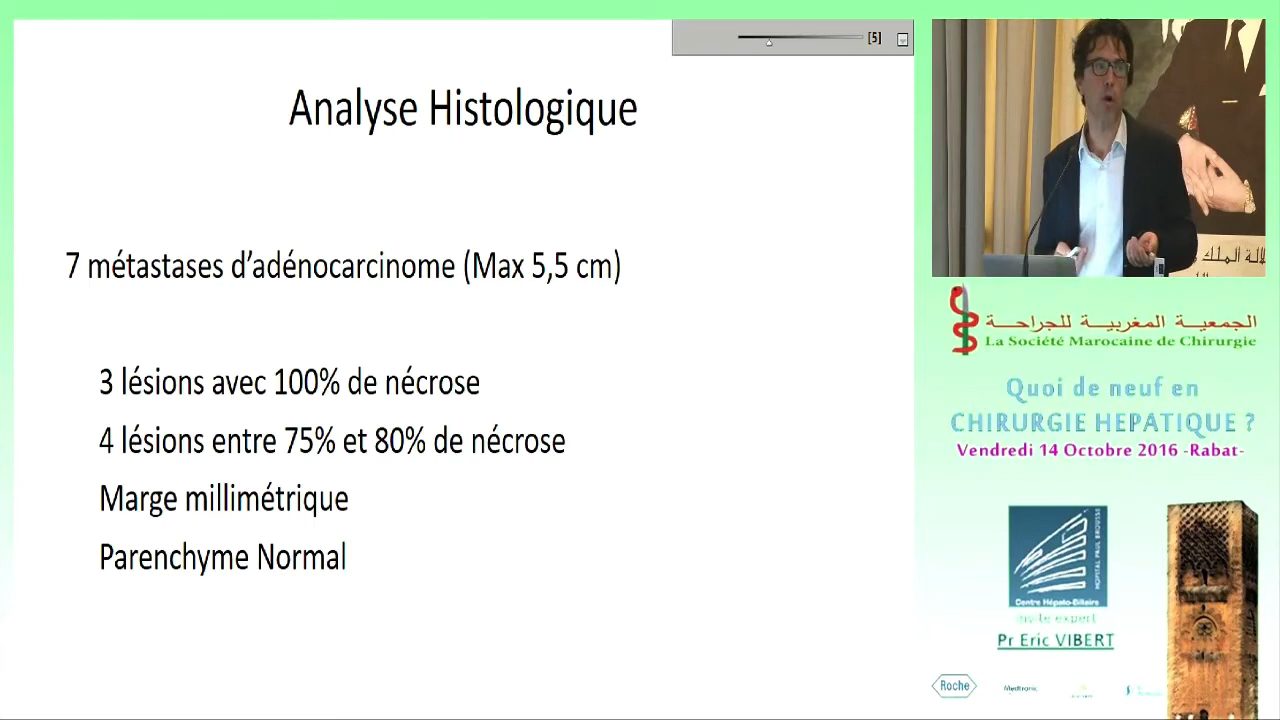 [5]
Analyse Histologique
7 métastases d'adénocarcinome (Max 5,5 cm)
3 lésions avec 100% de nécrose
4 lésions entre 75% et 80% de nécrose
Marge millimétrique
Parenchyme Normal
الجمعية المغربية للجراحة
La Société Marocaine de Chirurgie
Quoi de neuf en
CHIRURGIE HEPATIQUE ?
Vendredi 14 Octobre 2016 -Rabat-
HOPITAL PAUL BROUSSE
Centre Hépato-Biliaire
invite expert
Pr Eric VIBERT
Roche
Medtronic